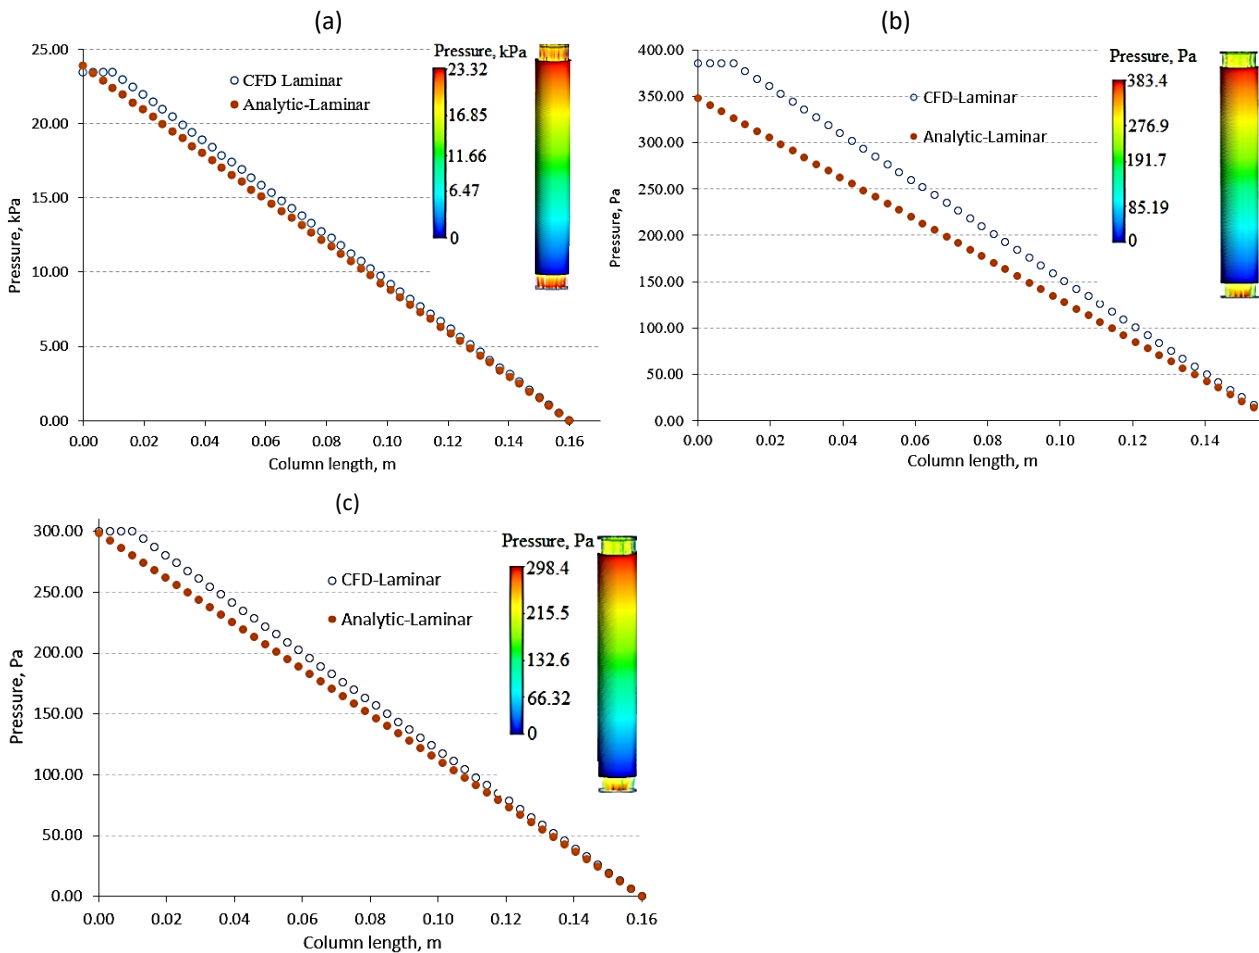 (a)
25.00
20.00
15.00
10.00
5.00
0.00
Pressure, kPa
0.00 0.02 0.04 0.06 0.08 0.10 0.12 0.14 0.16
Column length, m
CFD Laminar
Analytic-Laminar
Pressure, kPa
23.32
16.85
11.66
6.47
0
(b)
400.00
350.00
300.00
250.00
200.00
150.00
100.00
50.00
0.00
Pressure, Pa
0.00 0.02 0.04 0.06 0.08 0.10 0.12 0.14
Column length, m
CFD-Laminar
Analytic-Laminar
Pressure, Pa
383.4
276.9
191.7
85.19
0
(c)
300.00
250.00
200.00
150.00
100.00
50.00
0.00
Pressure, Pa
0.00 0.02 0.04 0.06 0.08 0.10 0.12 0.14 0.16
Column length, m
CFD-Laminar
Analytic-Laminar
Pressure, Pa
298.4
215.5
132.6
66.32
0